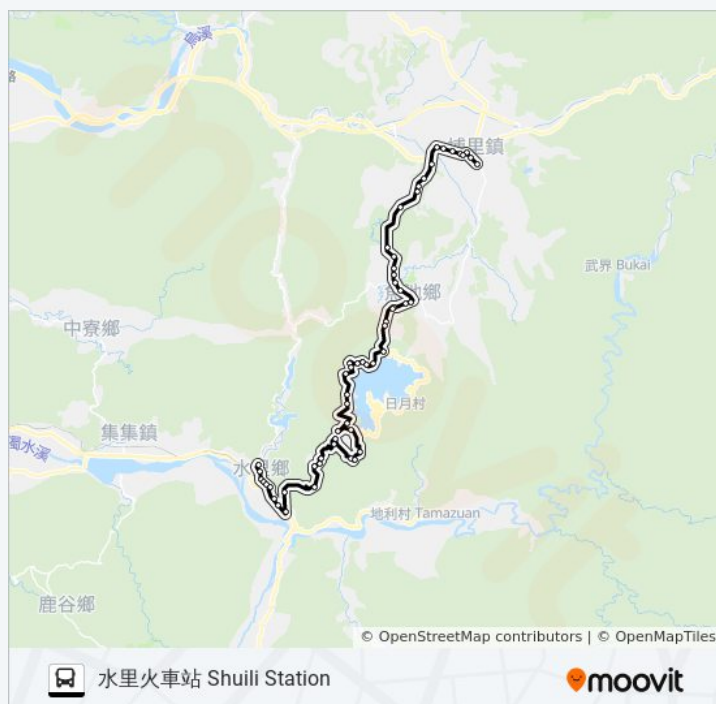 烏溪
路
埔里鎮
武界 Bukai
魚池鄉
中寮鄉
日月村
集集鎮
濁水溪
水里鄉
地利村 Tamazuan
鹿谷鄉
moovit
© OpenStreetMap contributors | © OpenMapTiles
水里火車站 Shuili Station
moovit